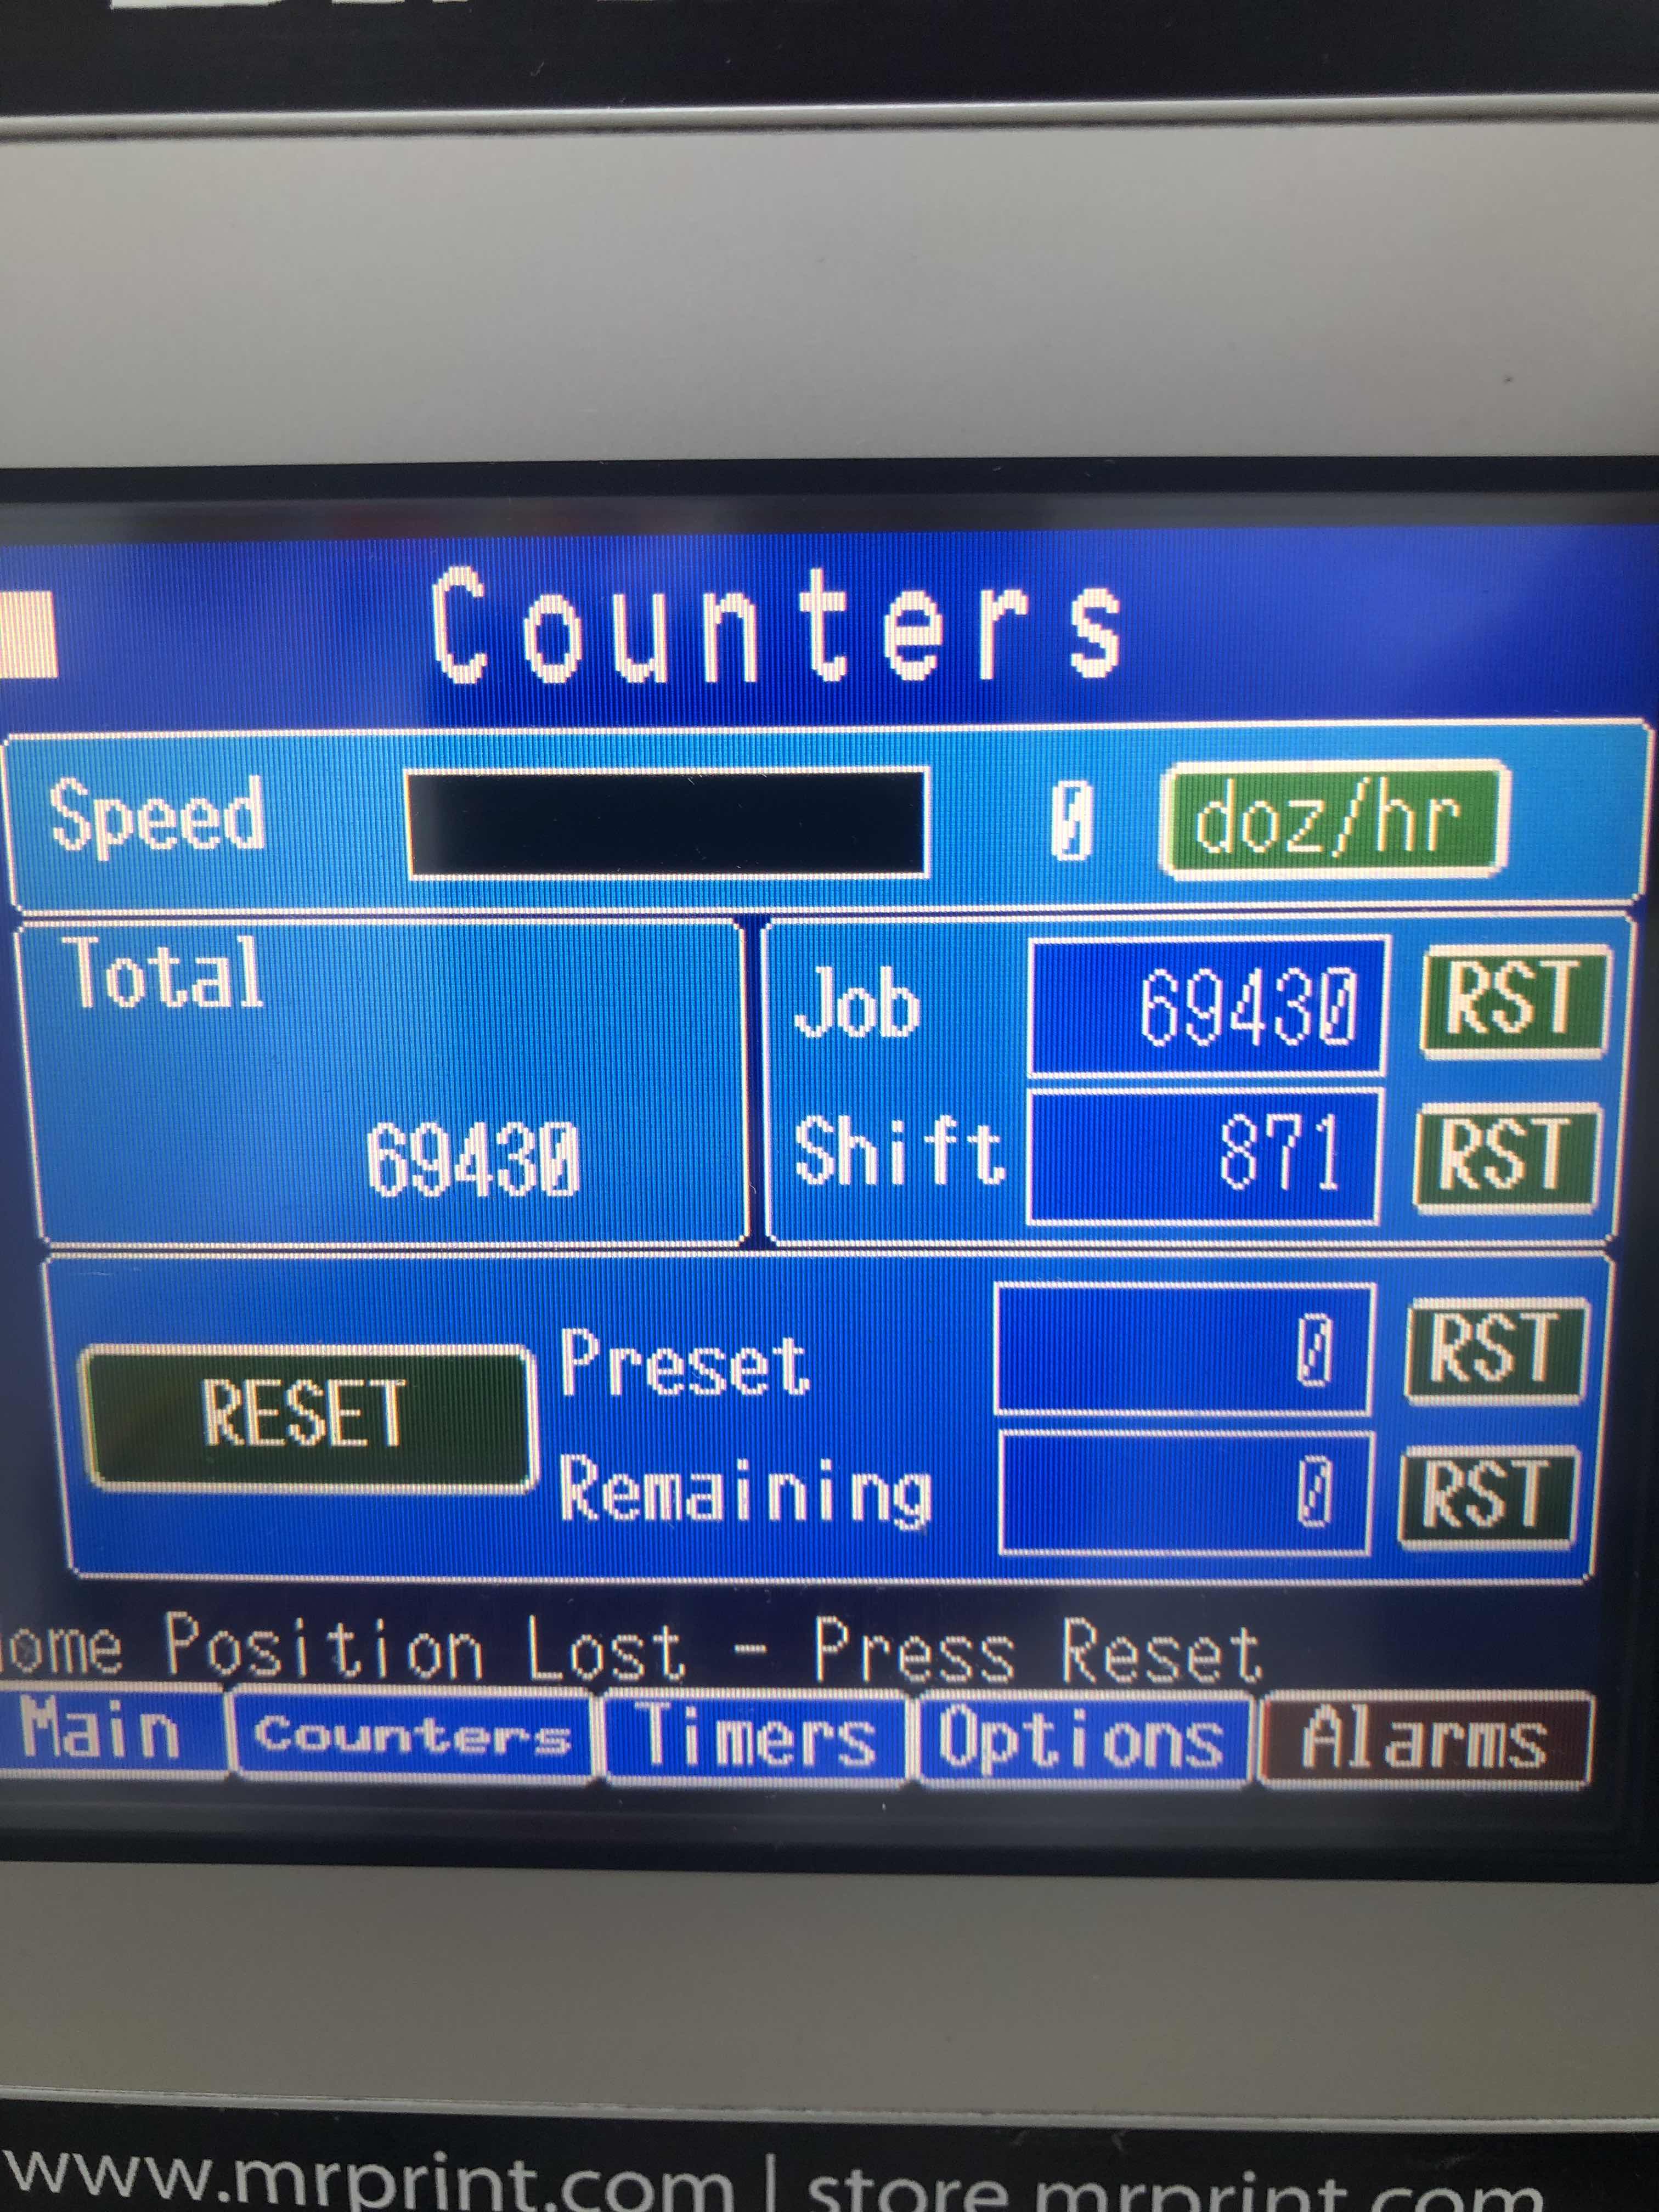 Counters
Speed 0 doz/hr
Total
69430
Job 69430 RST
Shift 871 RST
RESET
Preset 0 RST
Remaining 0 RST
ome Position Lost - Press Reset
Main Counters Timers Options Alarms
www.mrprint.com | store.mrprint.com